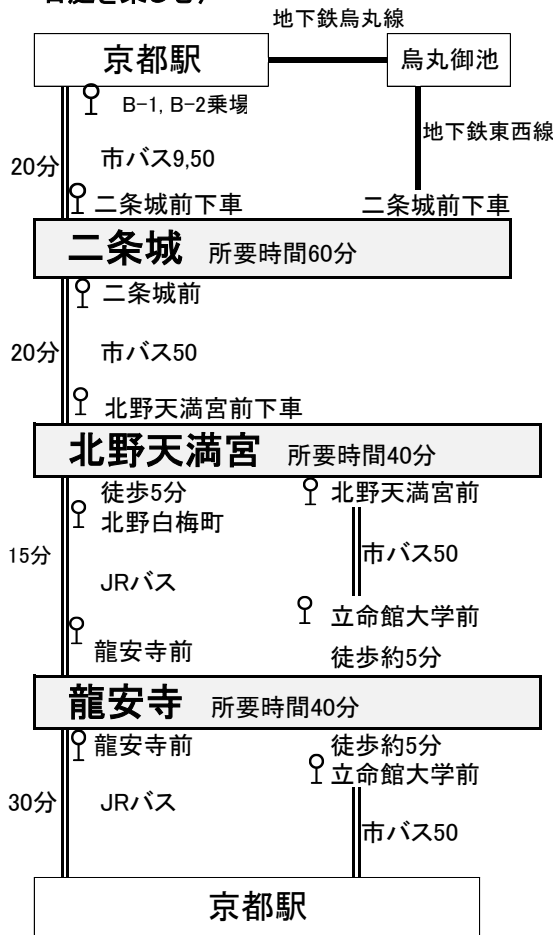 地下鉄烏丸線
京都駅
烏丸御池
B-1, B-2乗場
地下鉄東西線
20分
市バス9,50
二条城前下車
二条城前下車
二条城 所要時間60分
二条城前
20分
市バス50
北野天満宮前下車
北野天満宮 所要時間40分
徒歩5分
北野白梅町
北野天満宮前
15分
JRバス
市バス50
立命館大学前
龍安寺前
徒歩約5分
龍安寺 所要時間40分
龍安寺前
徒歩約5分
立命館大学前
30分
JRバス
市バス50
京都駅